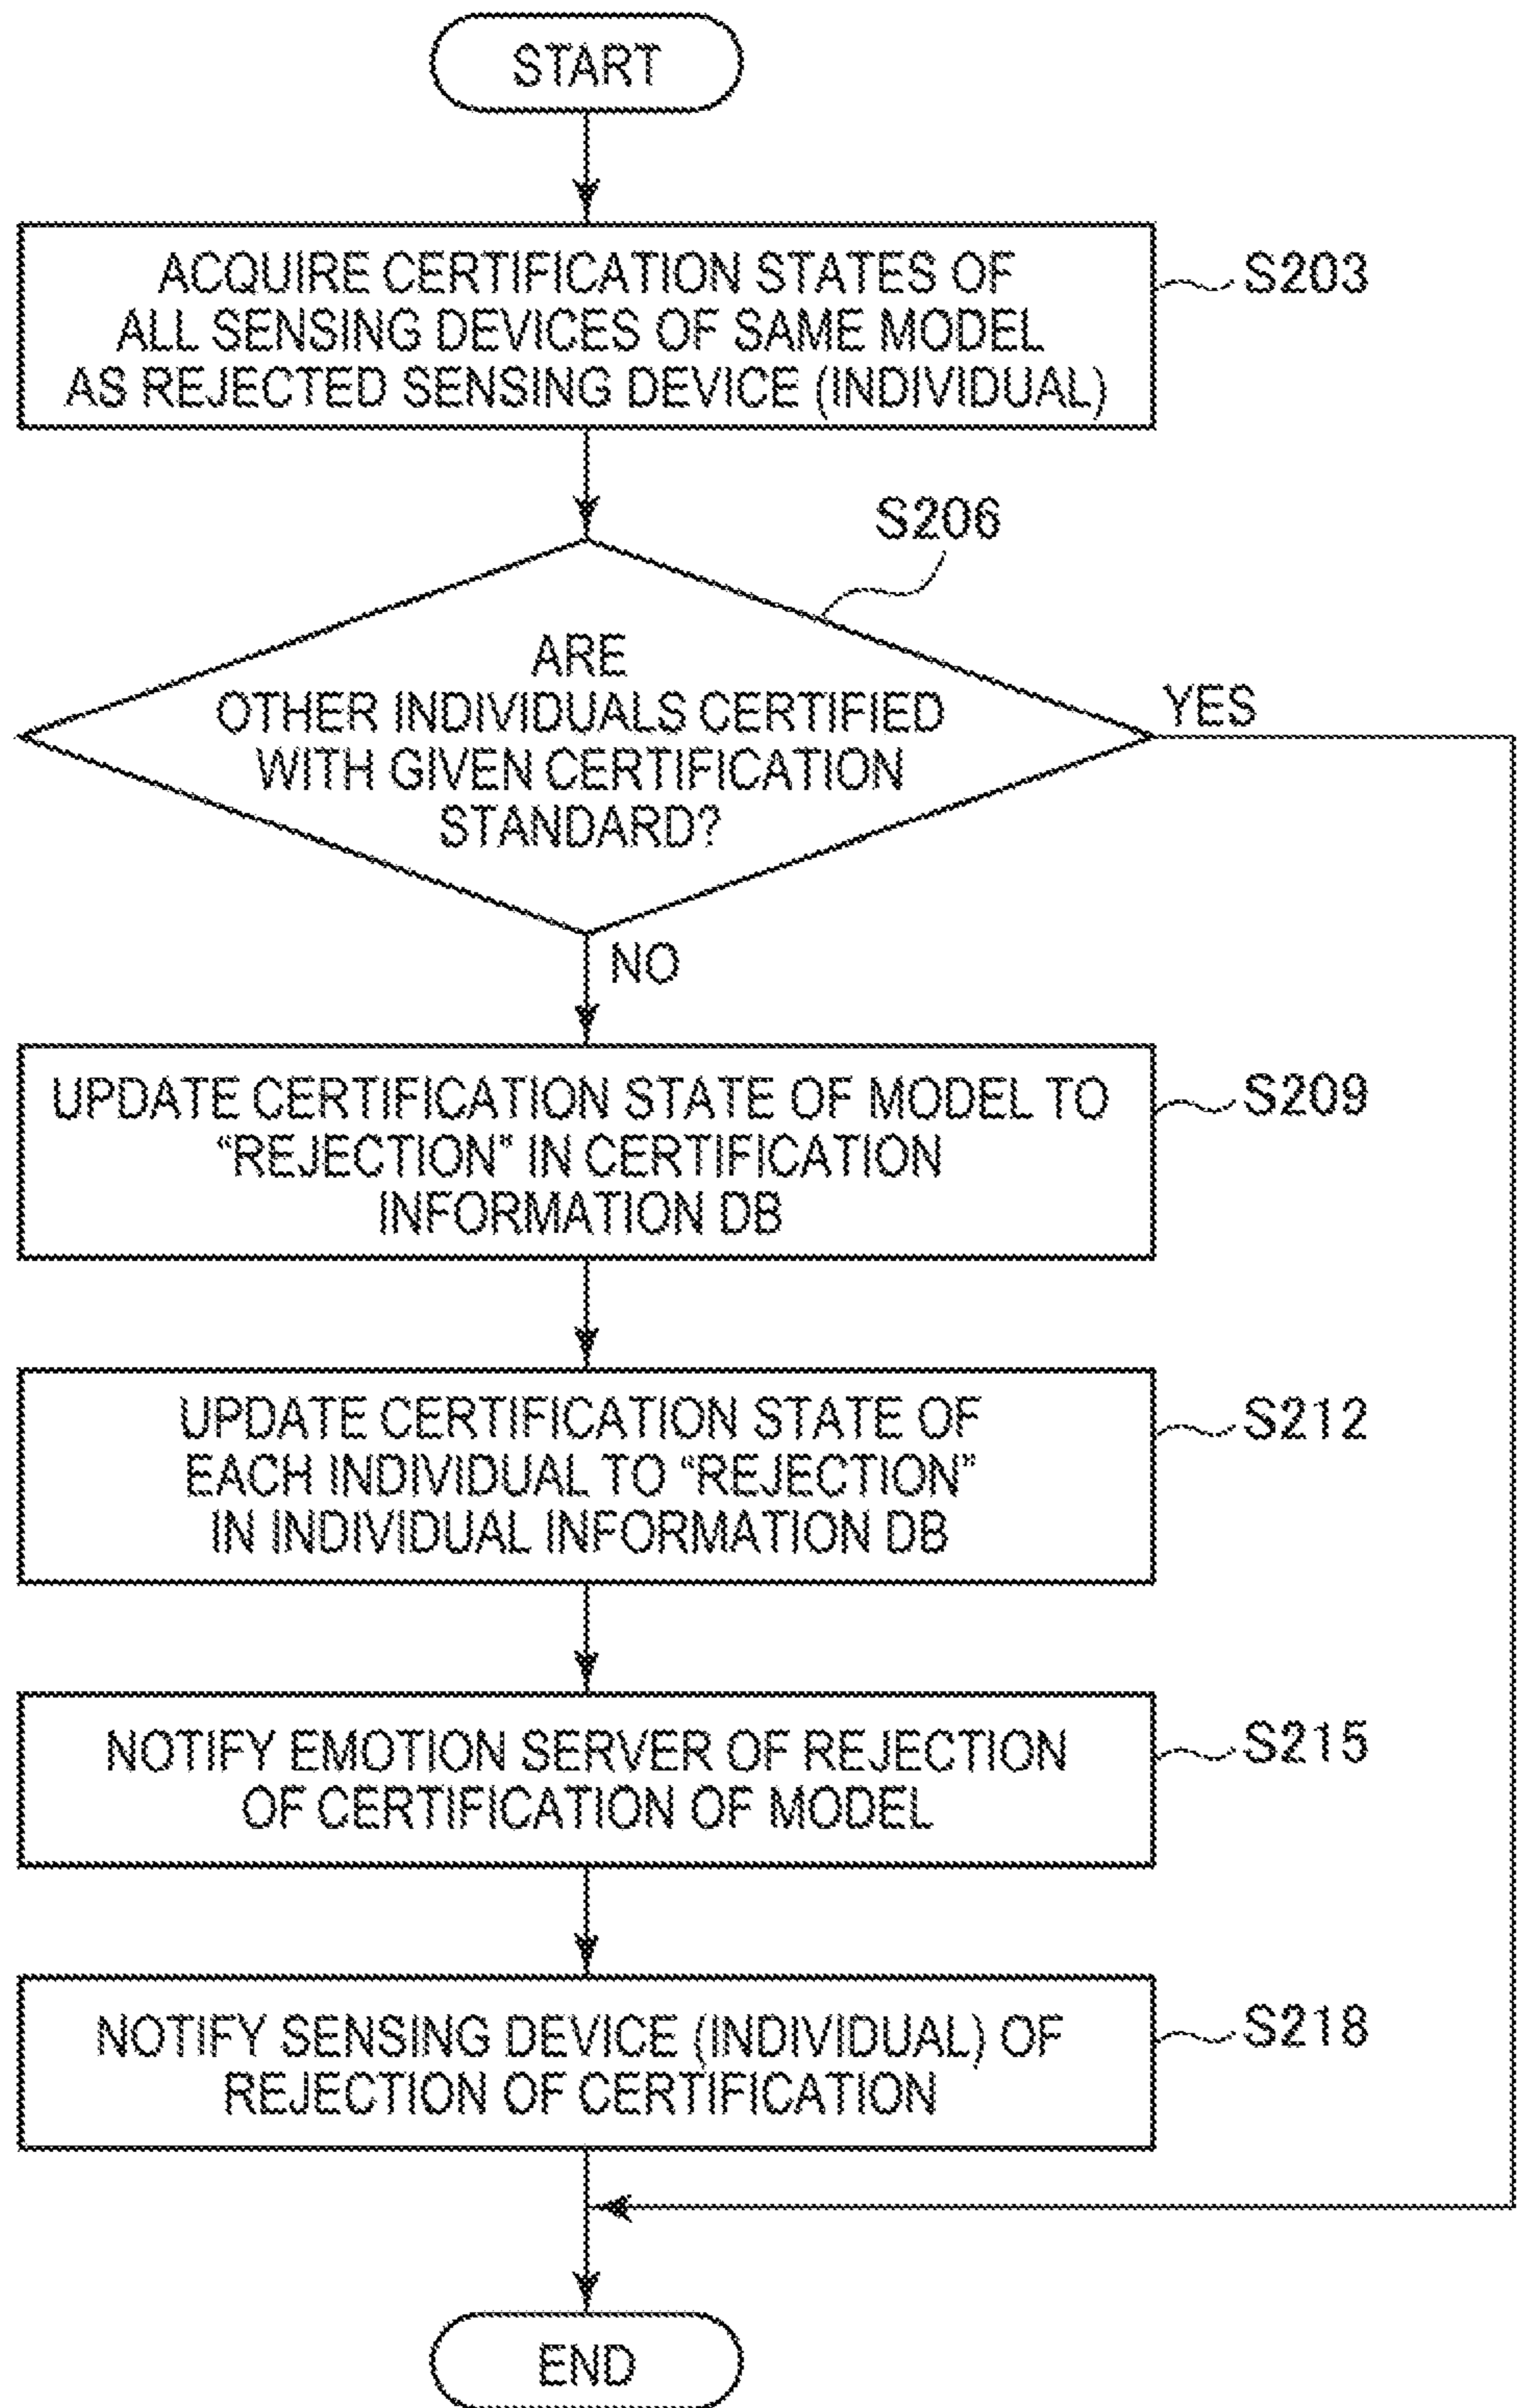 START
ACQUIRE CERTIFICATION STATES OF
ALL SENSING DEVICES OF SAME MODEL
AS REJECTED SENSING DEVICE (INDIVIDUAL)
S203
S206
ARE
OTHER INDIVIDUALS CERTIFIED
WITH GIVEN CERTIFICATION
STANDARD?
YES
NO
UPDATE CERTIFICATION STATE OF MODEL TO
“REJECTION” IN CERTIFICATION
INFORMATION DB
S209
UPDATE CERTIFICATION STATE OF
EACH INDIVIDUAL TO “REJECTION”
IN INDIVIDUAL INFORMATION DB
S212
NOTIFY EMOTION SERVER OF REJECTION
OF CERTIFICATION OF MODEL
S215
NOTIFY SENSING DEVICE (INDIVIDUAL) OF
REJECTION OF CERTIFICATION
S218
END